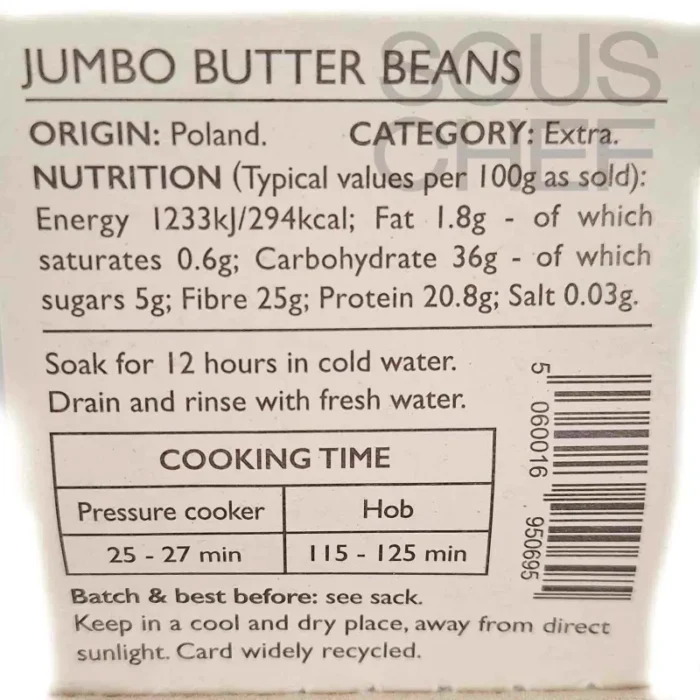 SOUS
CHEF
JUMBO BUTTER BEANS
ORIGIN: Poland. CATEGORY: Extra.
NUTRITION (Typical values per 100g as sold):
Energy 1233kJ/294kcal; Fat 1.8g - of which
saturates 0.6g; Carbohydrate 36g - of which
sugars 5g; Fibre 25g; Protein 20.8g; Salt 0.03g.
Soak for 12 hours in cold water.
Drain and rinse with fresh water.
COOKING TIME
Pressure cooker Hob
25 - 27 min 115 - 125 min
Batch & best before: see sack.
Keep in a cool and dry place, away from direct
sunlight. Card widely recycled.
5 060016 950695